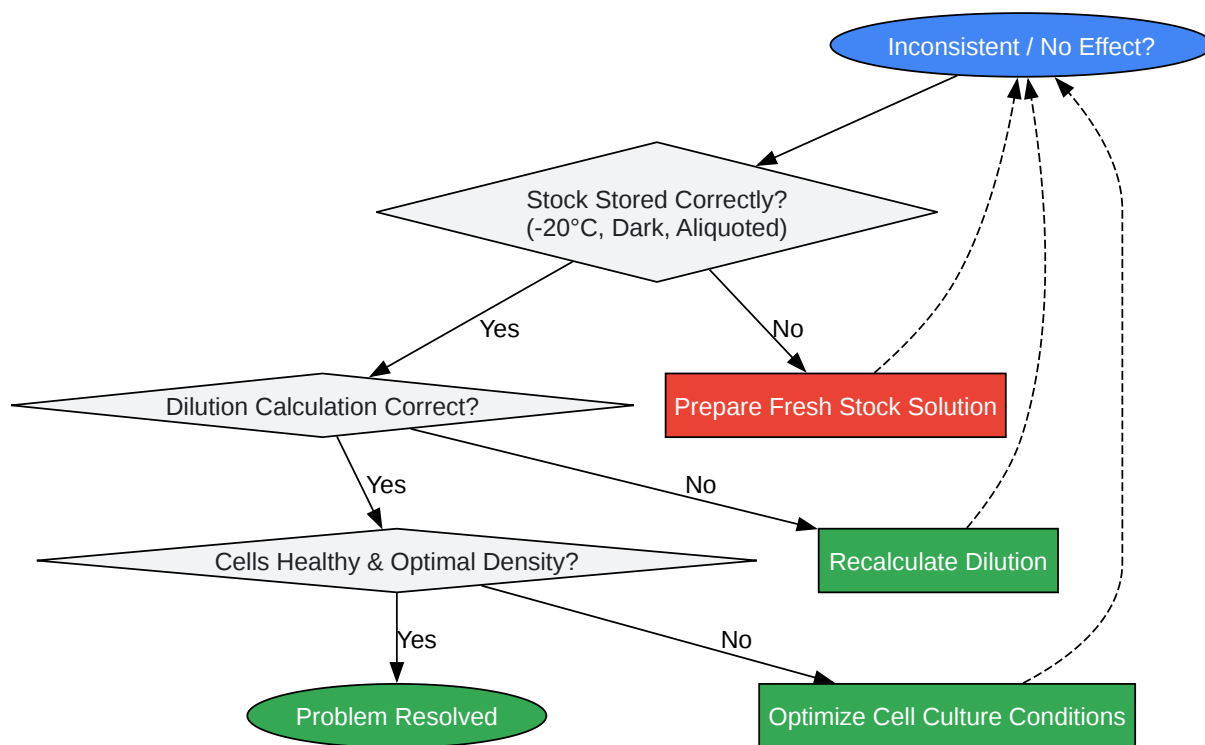 Inconsistent / No Effect?
Stock Stored Correctly?
(-20°C, Dark, Aliquoted)
Yes
No
Dilution Calculation Correct?
Prepare Fresh Stock Solution
Yes
No
Cells Healthy & Optimal Density?
Recalculate Dilution
Yes
No
Problem Resolved
Optimize Cell Culture Conditions